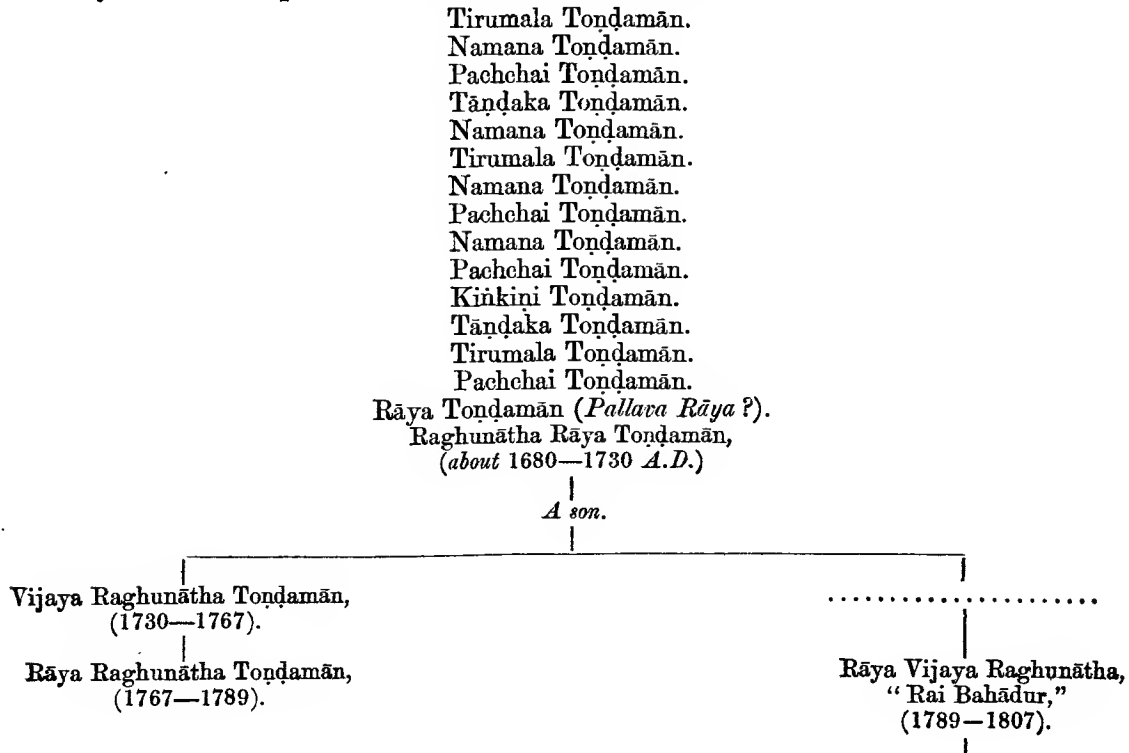 Tirumala Toṇḍamān.
Namana Toṇḍamān.
Pachchai Toṇḍamān.
Tāṇḍaka Toṇḍamān.
Namana Toṇḍamān.
Tirumala Toṇḍamān.
Namana Toṇḍamān.
Pachchai Toṇḍamān.
Namana Toṇḍamān.
Pachchai Toṇḍamān.
Kiṅkiṇi Toṇḍamān.
Tāṇḍaka Toṇḍamān.
Tirumala Toṇḍamān.
Pachchai Toṇḍamān.
Rāya Toṇḍamān (Pallava Rāya ?).
Raghunātha Rāya Toṇḍamān,
(about 1680—1730 A.D.)
A son.
Vijaya Raghunātha Toṇḍamān,
(1730—1767).
Rāya Raghunātha Toṇḍamān,
(1767—1789).
.......................
Rāya Vijaya Raghunātha,
“ Rai Bahādur,”
(1789—1807).